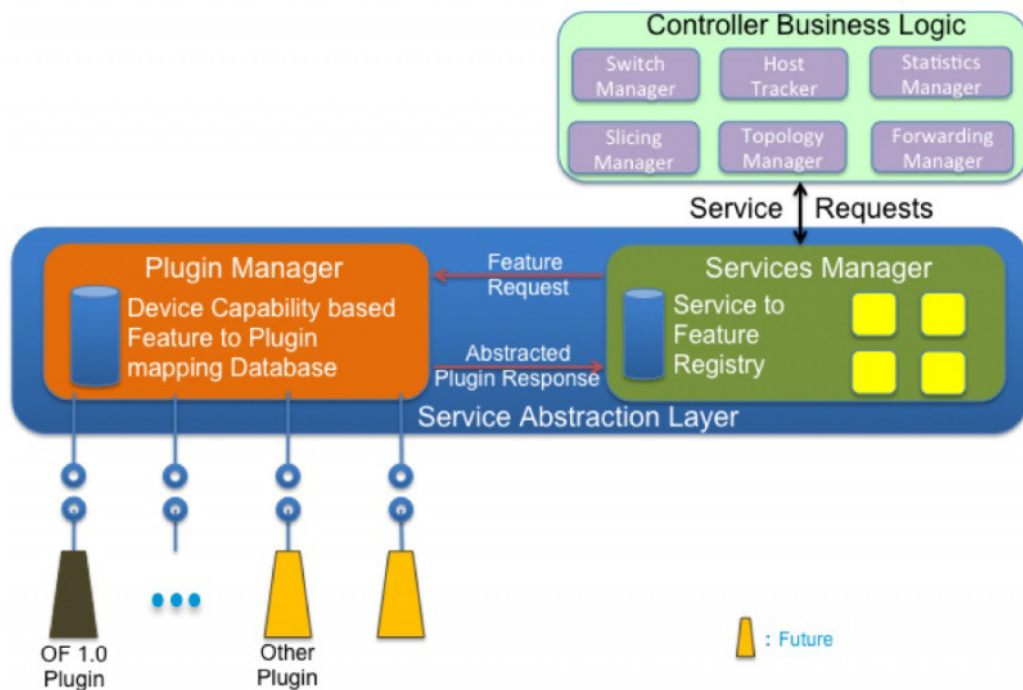 Controller Business Logic
Switch
Manager
Host
Tracker
Statistics
Manager
Slicing
Manager
Topology
Manager
Forwarding
Manager
Service Requests
Plugin Manager
Device Capability based
Feature to Plugin
mapping Database
Feature
Request
Abstracted
Plugin Response
Services Manager
Service to
Feature
Registry
Service Abstraction Layer
OF 1.0
Plugin
Other
Plugin
: Future